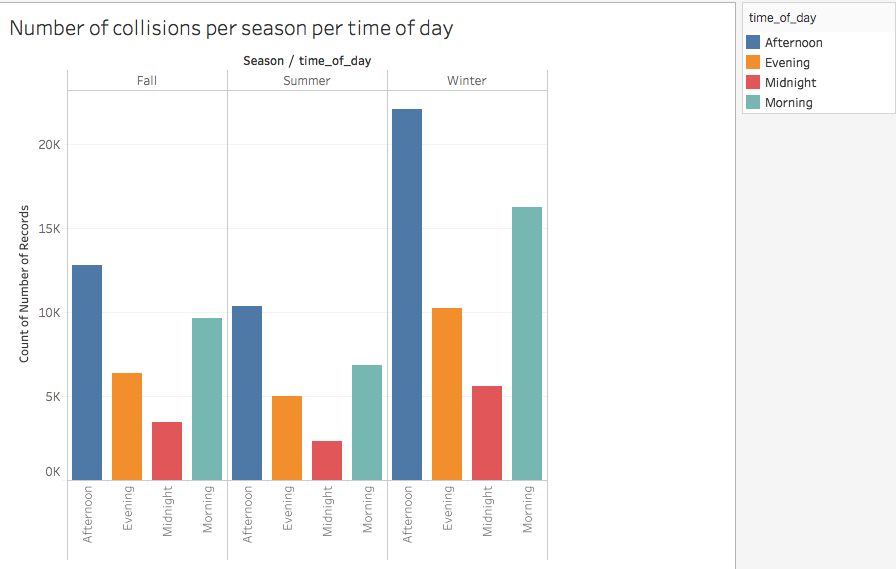 Number of collisions per season per time of day
Season / time_of_day
Fall Summer Winter
20K
15K
10K
5K
0K
Count of Number of Records
Afternoon Evening Midnight Morning Afternoon Evening Midnight Morning Afternoon Evening Midnight Morning
time_of_day
Afternoon
Evening
Midnight
Morning